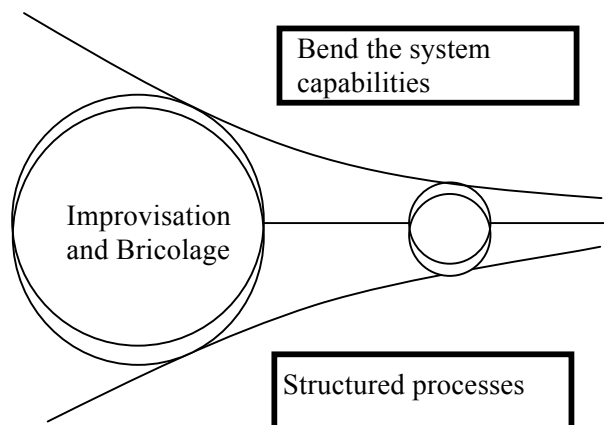 Bend the system
capabilities
Improvisation
and Bricolage
Structured processes